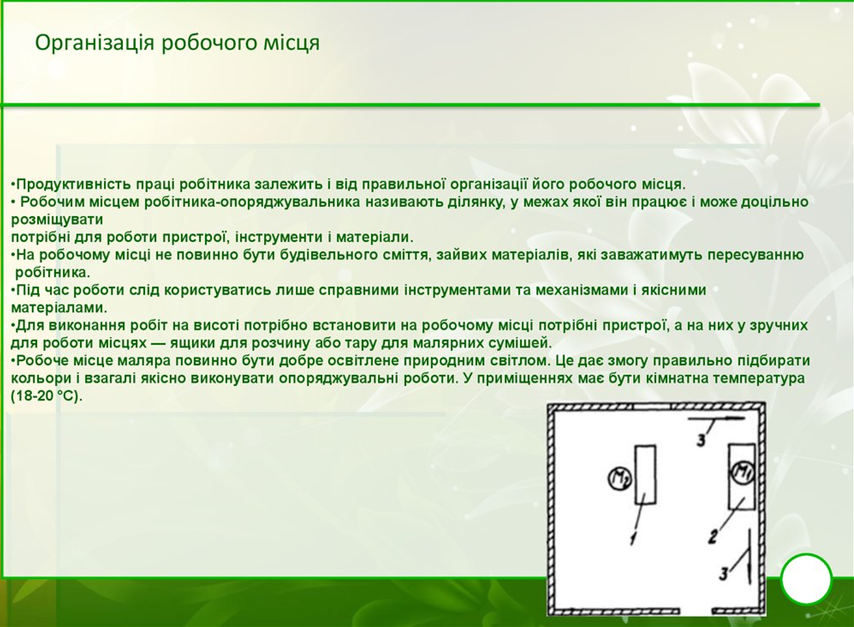 Організація робочого місця
•Продуктивність праці робітника залежить і від правильної організації його робочого місця.
• Робочим місцем робітника-опоряджувальника називають ділянку, у межах якої він працює і може доцільно
розміщувати
потрібні для роботи пристрої, інструменти і матеріали.
•На робочому місці не повинно бути будівельного сміття, зайвих матеріалів, які заважатимуть пересуванню
робітника.
•Під час роботи слід користуватись лише справними інструментами та механізмами і якісними
матеріалами.
•Для виконання робіт на висоті потрібно встановити на робочому місці потрібні пристрої, а на них у зручних
для роботи місцях — ящики для розчину або тару для малярних сумішей.
•Робоче місце маляра повинно бути добре освітлене природним світлом. Це дає змогу правильно підбирати
кольори і взагалі якісно виконувати опоряджувальні роботи. У приміщеннях має бути кімнатна температура
(18-20 °С).
3
М2 М1
1 2
3